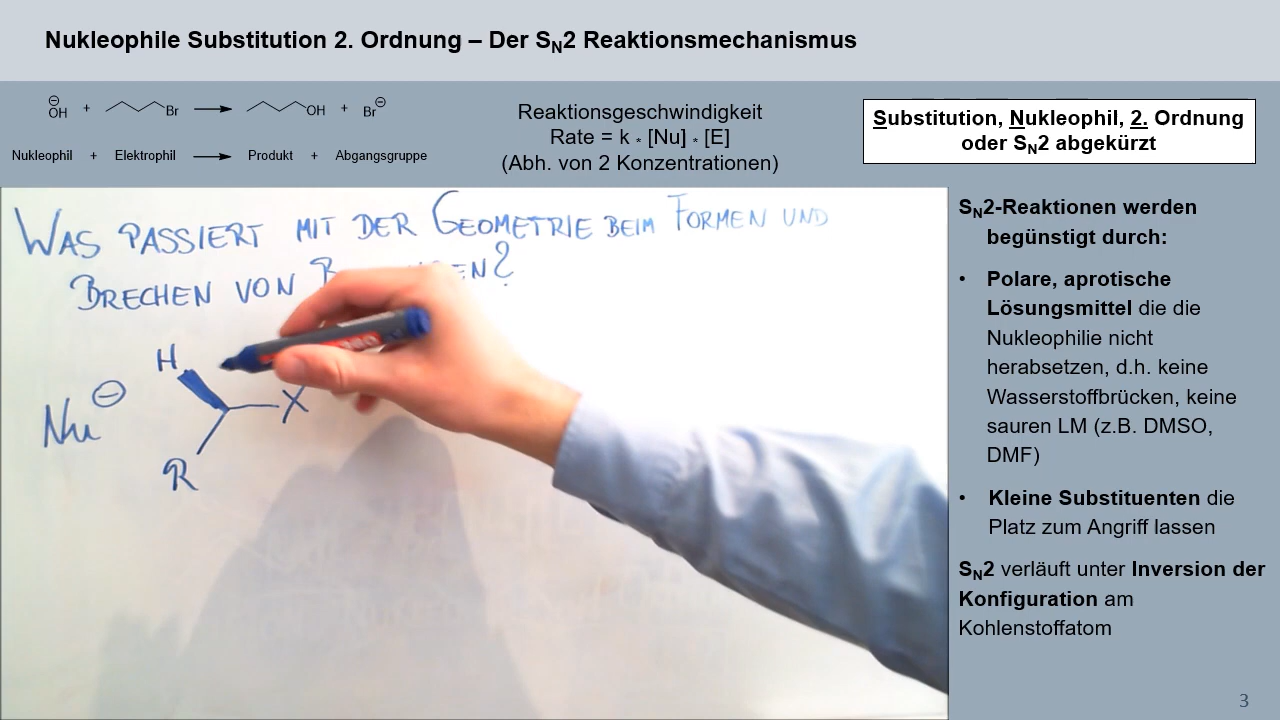 Nukleophile Substitution 2. Ordnung – Der SN2 Reaktionsmechanismus
⊖
OH + Br → OH + Br⊖
Nukleophil + Elektrophil → Produkt + Abgangsgruppe
Reaktionsgeschwindigkeit
Rate = k * [Nu] * [E]
(Abh. von 2 Konzentrationen)
Substitution, Nukleophil, 2. Ordnung
oder SN2 abgekürzt
WAS PASSIERT MIT DER GEOMETRIE BEIM FORMEN UND
BRECHEN VON
H
Nu⊖
X
R
SN2-Reaktionen werden
begünstigt durch:
• Polare, aprotische
Lösungsmittel die die
Nukleophilie nicht
herabsetzen, d.h. keine
Wasserstoffbrücken, keine
sauren LM (z.B. DMSO,
DMF)
• Kleine Substituenten die
Platz zum Angriff lassen
SN2 verläuft unter Inversion der
Konfiguration am
Kohlenstoffatom
3